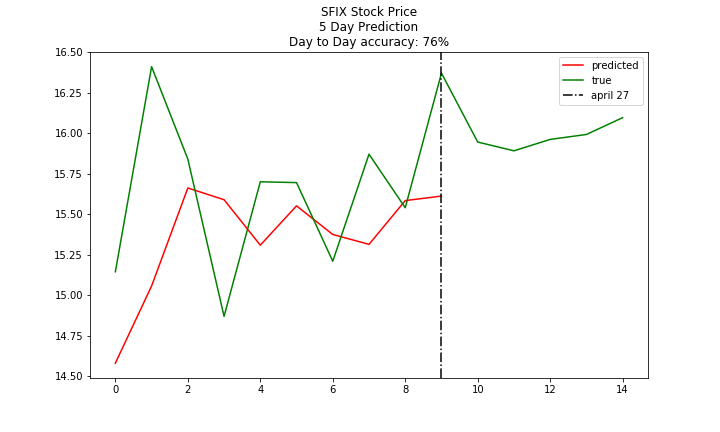 SFIX Stock Price
5 Day Prediction
Day to Day accuracy: 76%
16.50
16.25
16.00
15.75
15.50
15.25
15.00
14.75
14.50
predicted
true
april 27
0 2 4 6 8 10 12 14